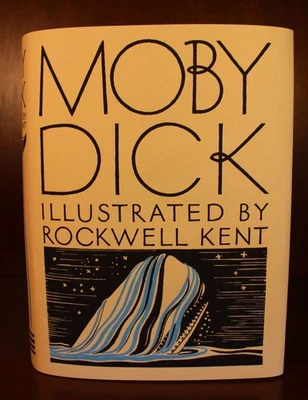 MOBY
DICK
ILLUSTRATED BY
ROCKWELL KENT